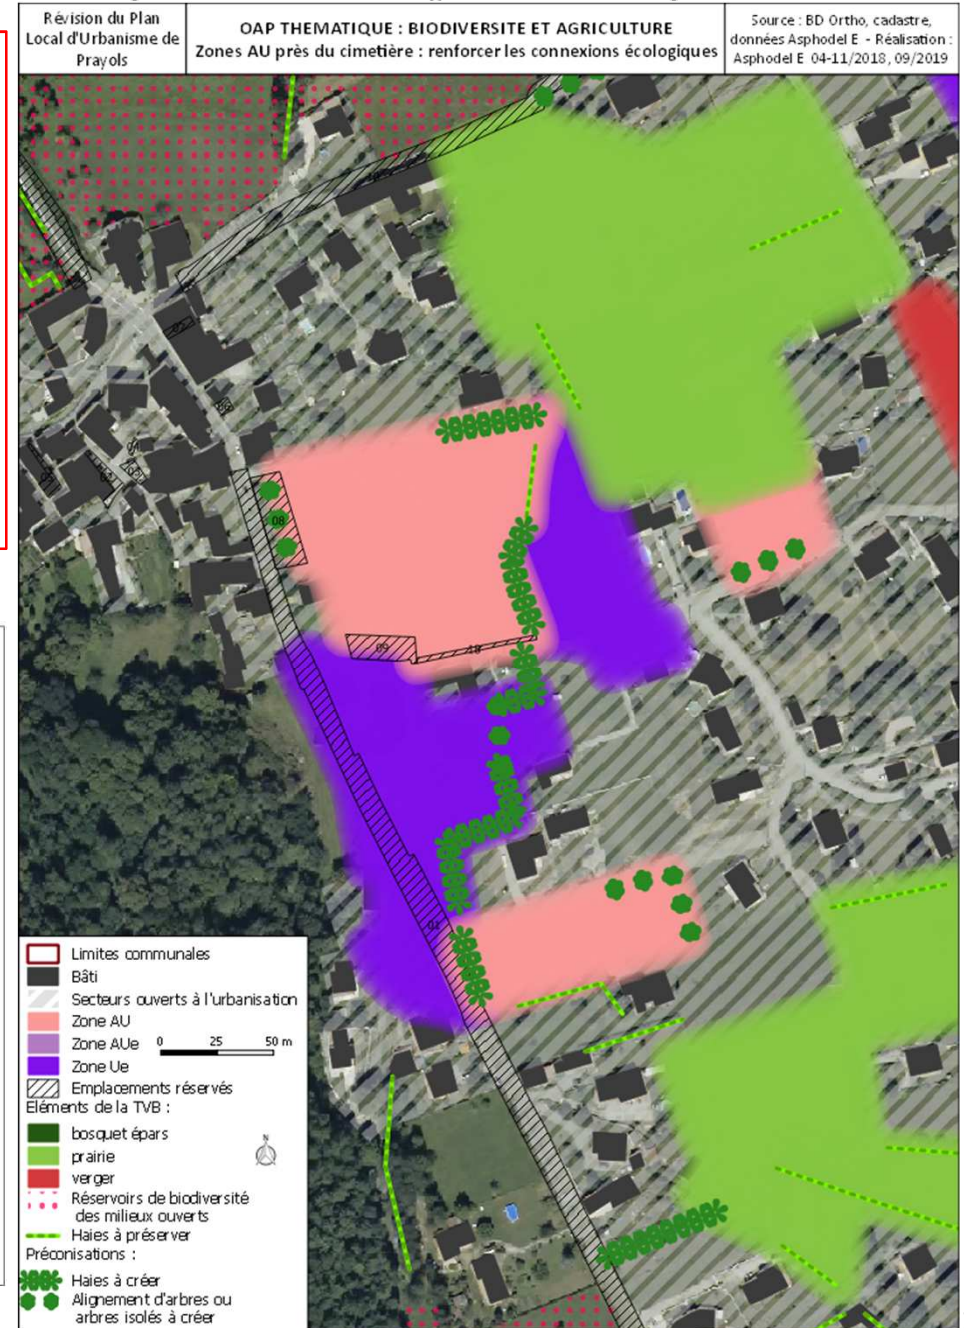 Révision du Plan
Local d'Urbanisme de
Prayols
OAP THEMATIQUE : BIODIVERSITE ET AGRICULTURE
Zones AU près du cimetière : renforcer les connexions écologiques
Source : BD Ortho, cadastre,
données Asphodel E - Réalisation :
Asphodel E 04-11/2018, 09/2019
08
09
01
Limites communales
Bâti
Secteurs ouverts à l'urbanisation
Zone AU
Zone AUe
0 25 50 m
Zone Ue
Emplacements réservés
Eléments de la TVB :
N
bosquet épars
prairie
verger
Réservoirs de biodiversité
des milieux ouverts
Haies à préserver
Préconisations :
Haies à créer
Alignement d'arbres ou
arbres isolés à créer